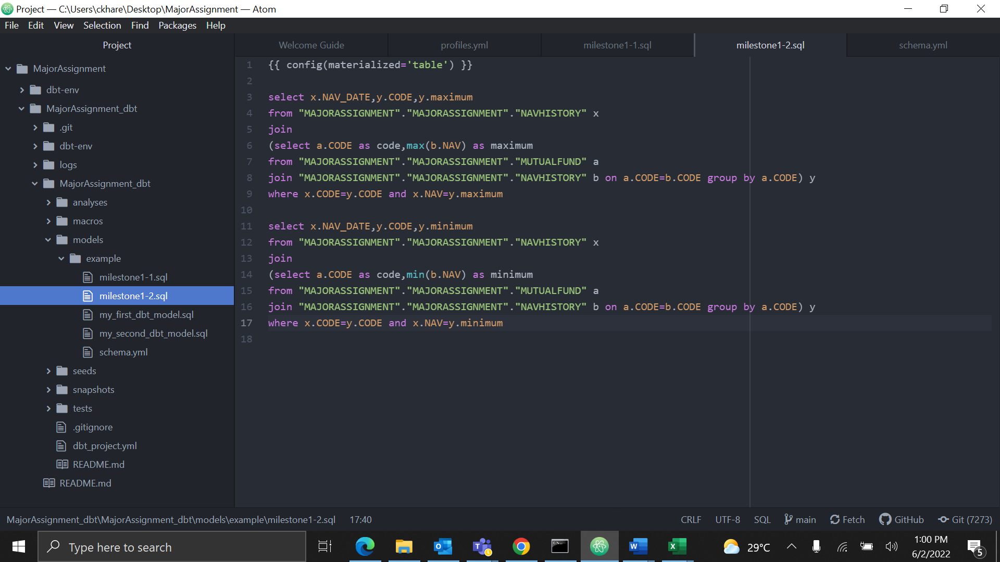 Project — C:\Users\ckhare\Desktop\MajorAssignment — Atom
File Edit View Selection Find Packages Help
Project
MajorAssignment
dbt-env
MajorAssignment_dbt
.git
dbt-env
logs
MajorAssignment_dbt
analyses
macros
models
example
milestone1-1.sql
milestone1-2.sql
my_first_dbt_model.sql
my_second_dbt_model.sql
schema.yml
seeds
snapshots
tests
.gitignore
dbt_project.yml
README.md
README.md
Welcome Guide profiles.yml milestone1-1.sql milestone1-2.sql schema.yml
1 {{ config(materialized='table') }}
2
3 select x.NAV_DATE,y.CODE,y.maximum
4 from "MAJORASSIGNMENT"."MAJORASSIGNMENT"."NAVHISTORY" x
5 join
6 (select a.CODE as code,max(b.NAV) as maximum
7 from "MAJORASSIGNMENT"."MAJORASSIGNMENT"."MUTUALFUND" a
8 join "MAJORASSIGNMENT"."MAJORASSIGNMENT"."NAVHISTORY" b on a.CODE=b.CODE group by a.CODE) y
9 where x.CODE=y.CODE and x.NAV=y.maximum
10
11 select x.NAV_DATE,y.CODE,y.minimum
12 from "MAJORASSIGNMENT"."MAJORASSIGNMENT"."NAVHISTORY" x
13 join
14 (select a.CODE as code,min(b.NAV) as minimum
15 from "MAJORASSIGNMENT"."MAJORASSIGNMENT"."MUTUALFUND" a
16 join "MAJORASSIGNMENT"."MAJORASSIGNMENT"."NAVHISTORY" b on a.CODE=b.CODE group by a.CODE) y
17 where x.CODE=y.CODE and x.NAV=y.minimum
18
MajorAssignment_dbt\MajorAssignment_dbt\models\example\milestone1-2.sql 17:40 CRLF UTF-8 SQL main Fetch GitHub Git (7273)
Type here to search 29°C 1:00 PM
6/2/2022 5